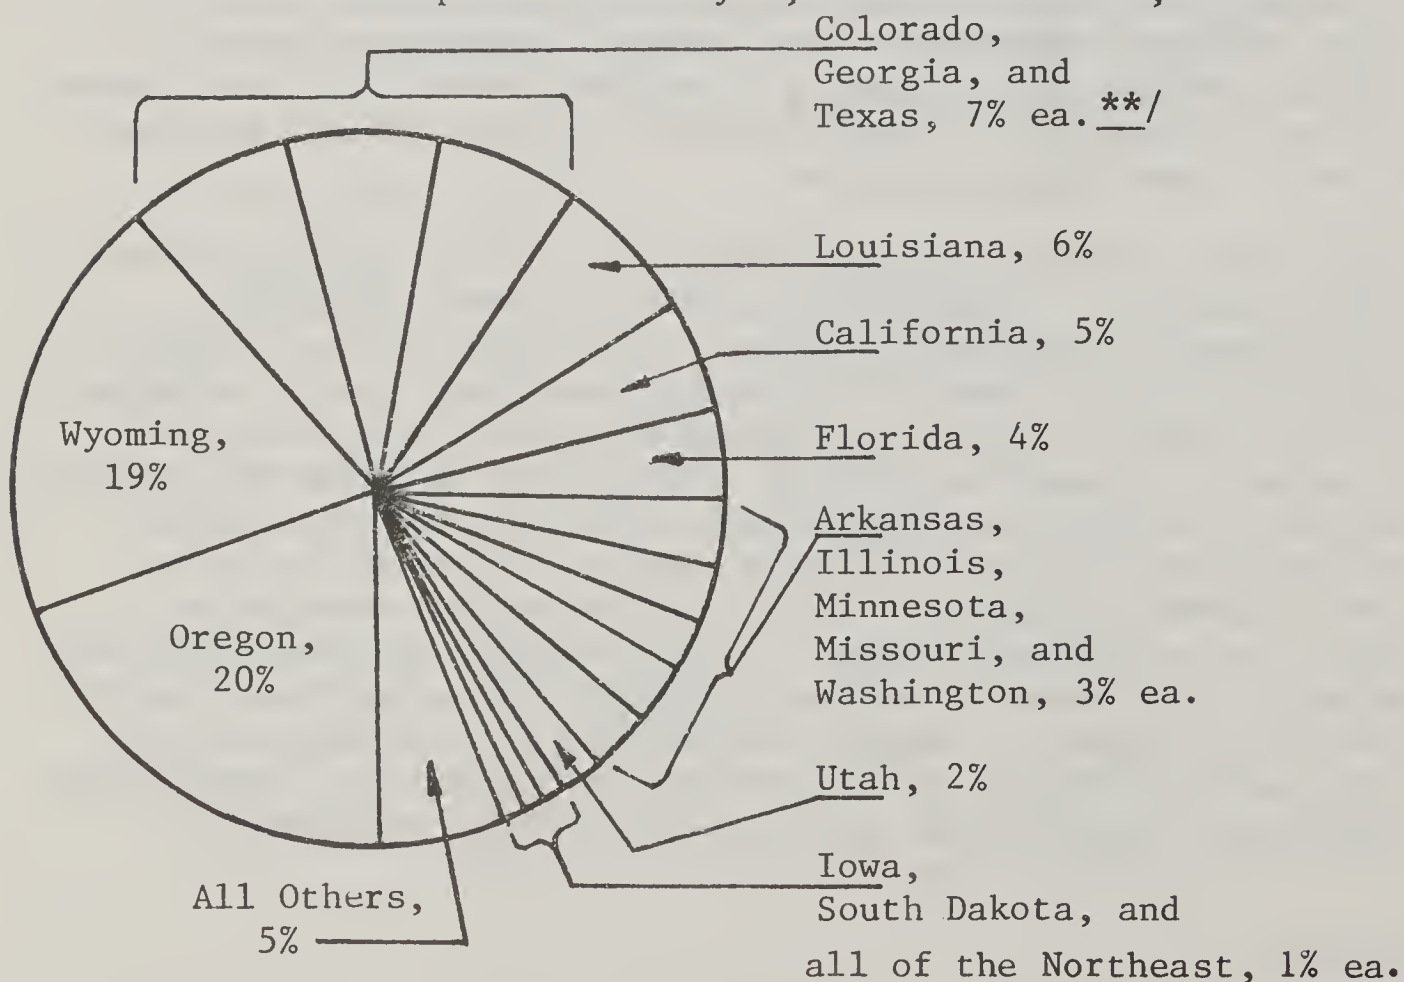 Colorado,
Georgia, and
Texas, 7% ea. **/
Louisiana, 6%
California, 5%
Florida, 4%
Arkansas,
Illinois,
Minnesota,
Missouri, and
Washington, 3% ea.
Utah, 2%
Iowa,
South Dakota, and
all of the Northeast, 1% ea.
All Others,
5%
Oregon,
20%
Wyoming,
19%